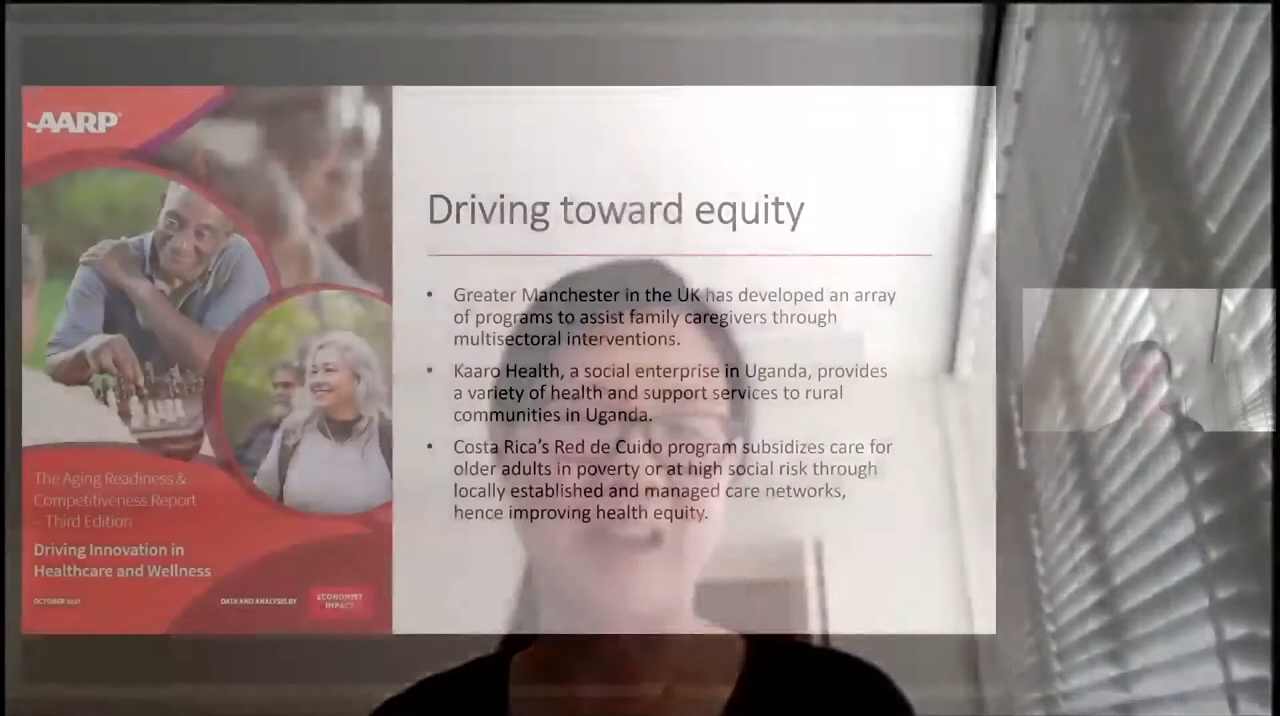 AARP
The Aging Readiness &
Competitiveness Report
– Third Edition
Driving Innovation in
Healthcare and Wellness
OCTOBER 2021
DATA AND ANALYSIS BY
ECONOMIST
IMPACT
Driving toward equity
• Greater Manchester in the UK has developed an array
of programs to assist family caregivers through
multisectoral interventions.
• Kaaro Health, a social enterprise in Uganda, provides
a variety of health and support services to rural
communities in Uganda.
• Costa Rica's Red de Cuido program subsidizes care for
older adults in poverty or at high social risk through
locally established and managed care networks,
hence improving health equity.